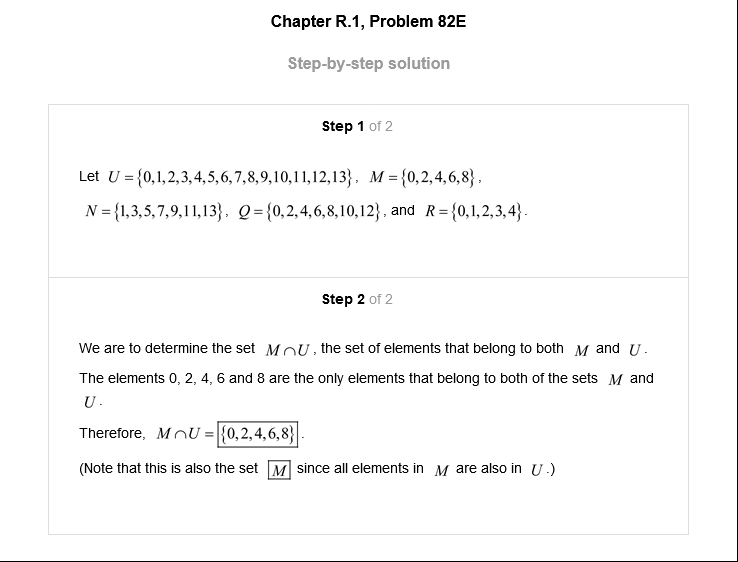 Chapter R.1, Problem 82E
Step-by-step solution
Step 1 of 2
Let U = {0,1,2,3,4,5,6,7,8,9,10,11,12,13}, M = {0,2,4,6,8},
N = {1,3,5,7,9,11,13}, Q = {0,2,4,6,8,10,12}, and R = {0,1,2,3,4}.
Step 2 of 2
We are to determine the set M∩U, the set of elements that belong to both M and U.
The elements 0, 2, 4, 6 and 8 are the only elements that belong to both of the sets M and
U.
Therefore, M∩U = {0,2,4,6,8}.
(Note that this is also the set M since all elements in M are also in U.)